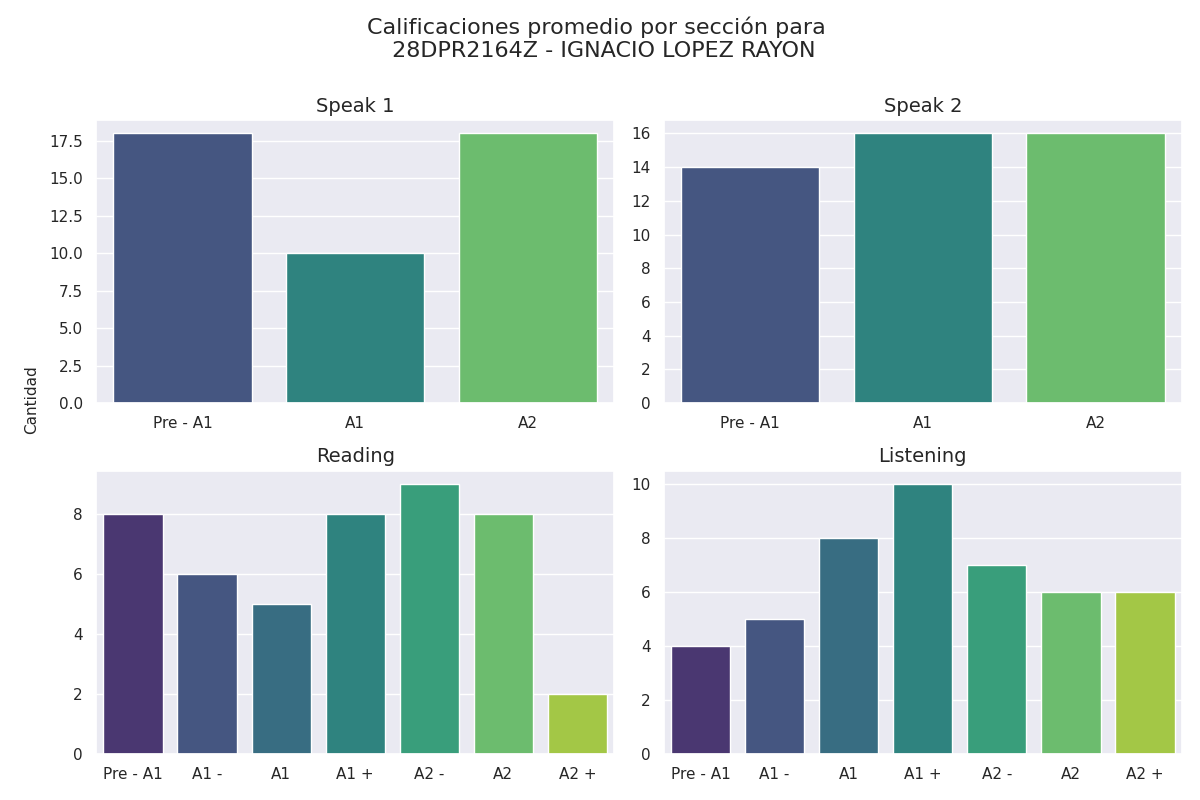 Calificaciones promedio por sección para
28DPR2164Z - IGNACIO LOPEZ RAYON
Speak 1
17.5
15.0
12.5
10.0
7.5
5.0
2.5
0.0
Pre - A1 A1 A2
Cantidad
Speak 2
16
14
12
10
8
6
4
2
0
Pre - A1 A1 A2
Reading
8
6
4
2
0
Pre - A1 A1 - A1 A1 + A2 - A2 A2 +
Listening
10
8
6
4
2
0
Pre - A1 A1 - A1 A1 + A2 - A2 A2 +